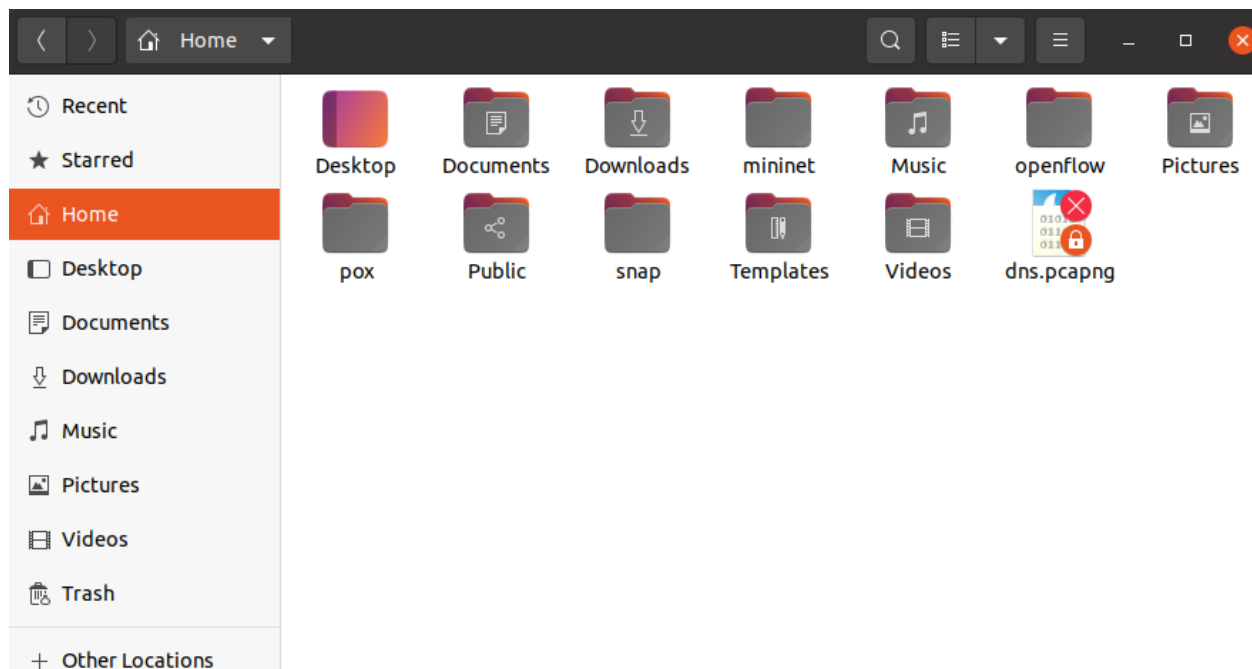 Home
Recent
Starred
Home
Desktop
Documents
Downloads
Music
Pictures
Videos
Trash
Other Locations
Desktop Documents Downloads mininet Music openflow Pictures
pox Public snap Templates Videos dns.pcapng